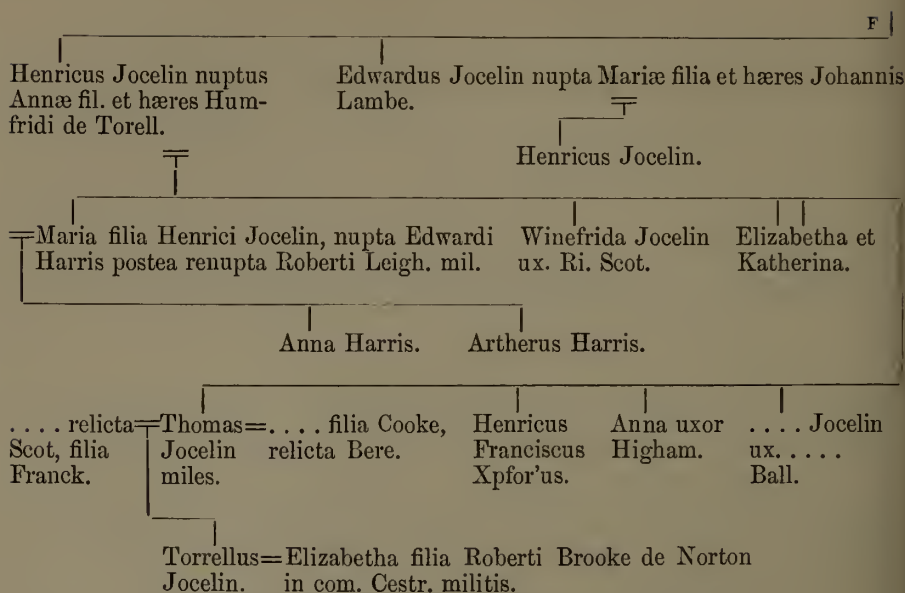 F
Henricus Jocelin nuptus
Annæ fil. et hæres Hum-
fridi de Torell.
Edwardus Jocelin nupta Mariæ filia et hæres Johannis
Lambe.
Henricus Jocelin.
Maria filia Henrici Jocelin, nupta Edwardi
Harris postea renupta Roberti Leigh. mil.
Winefrida Jocelin
ux. Ri. Scot.
Elizabetha et
Katherina.
Anna Harris.
Artherus Harris.
.... relicta
Scot, filia
Franck.
Thomas
Jocelin
miles.
.... filia Cooke,
relicta Bere.
Henricus
Franciscus
Xpfor'us.
Anna uxor
Higham.
.... Jocelin
ux.....
Ball.
Torrellus
Jocelin.
Elizabetha filia Roberti Brooke de Norton
in com. Cestr. militis.